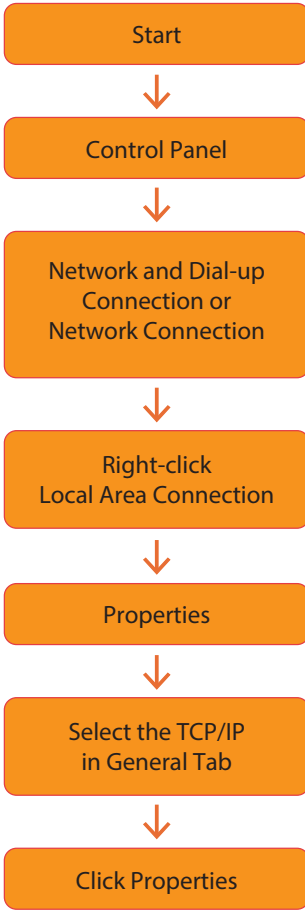 Start
Control Panel
Network and Dial-up
Connection or
Network Connection
Right-click
Local Area Connection
Properties
Select the TCP/IP
in General Tab
Click Properties